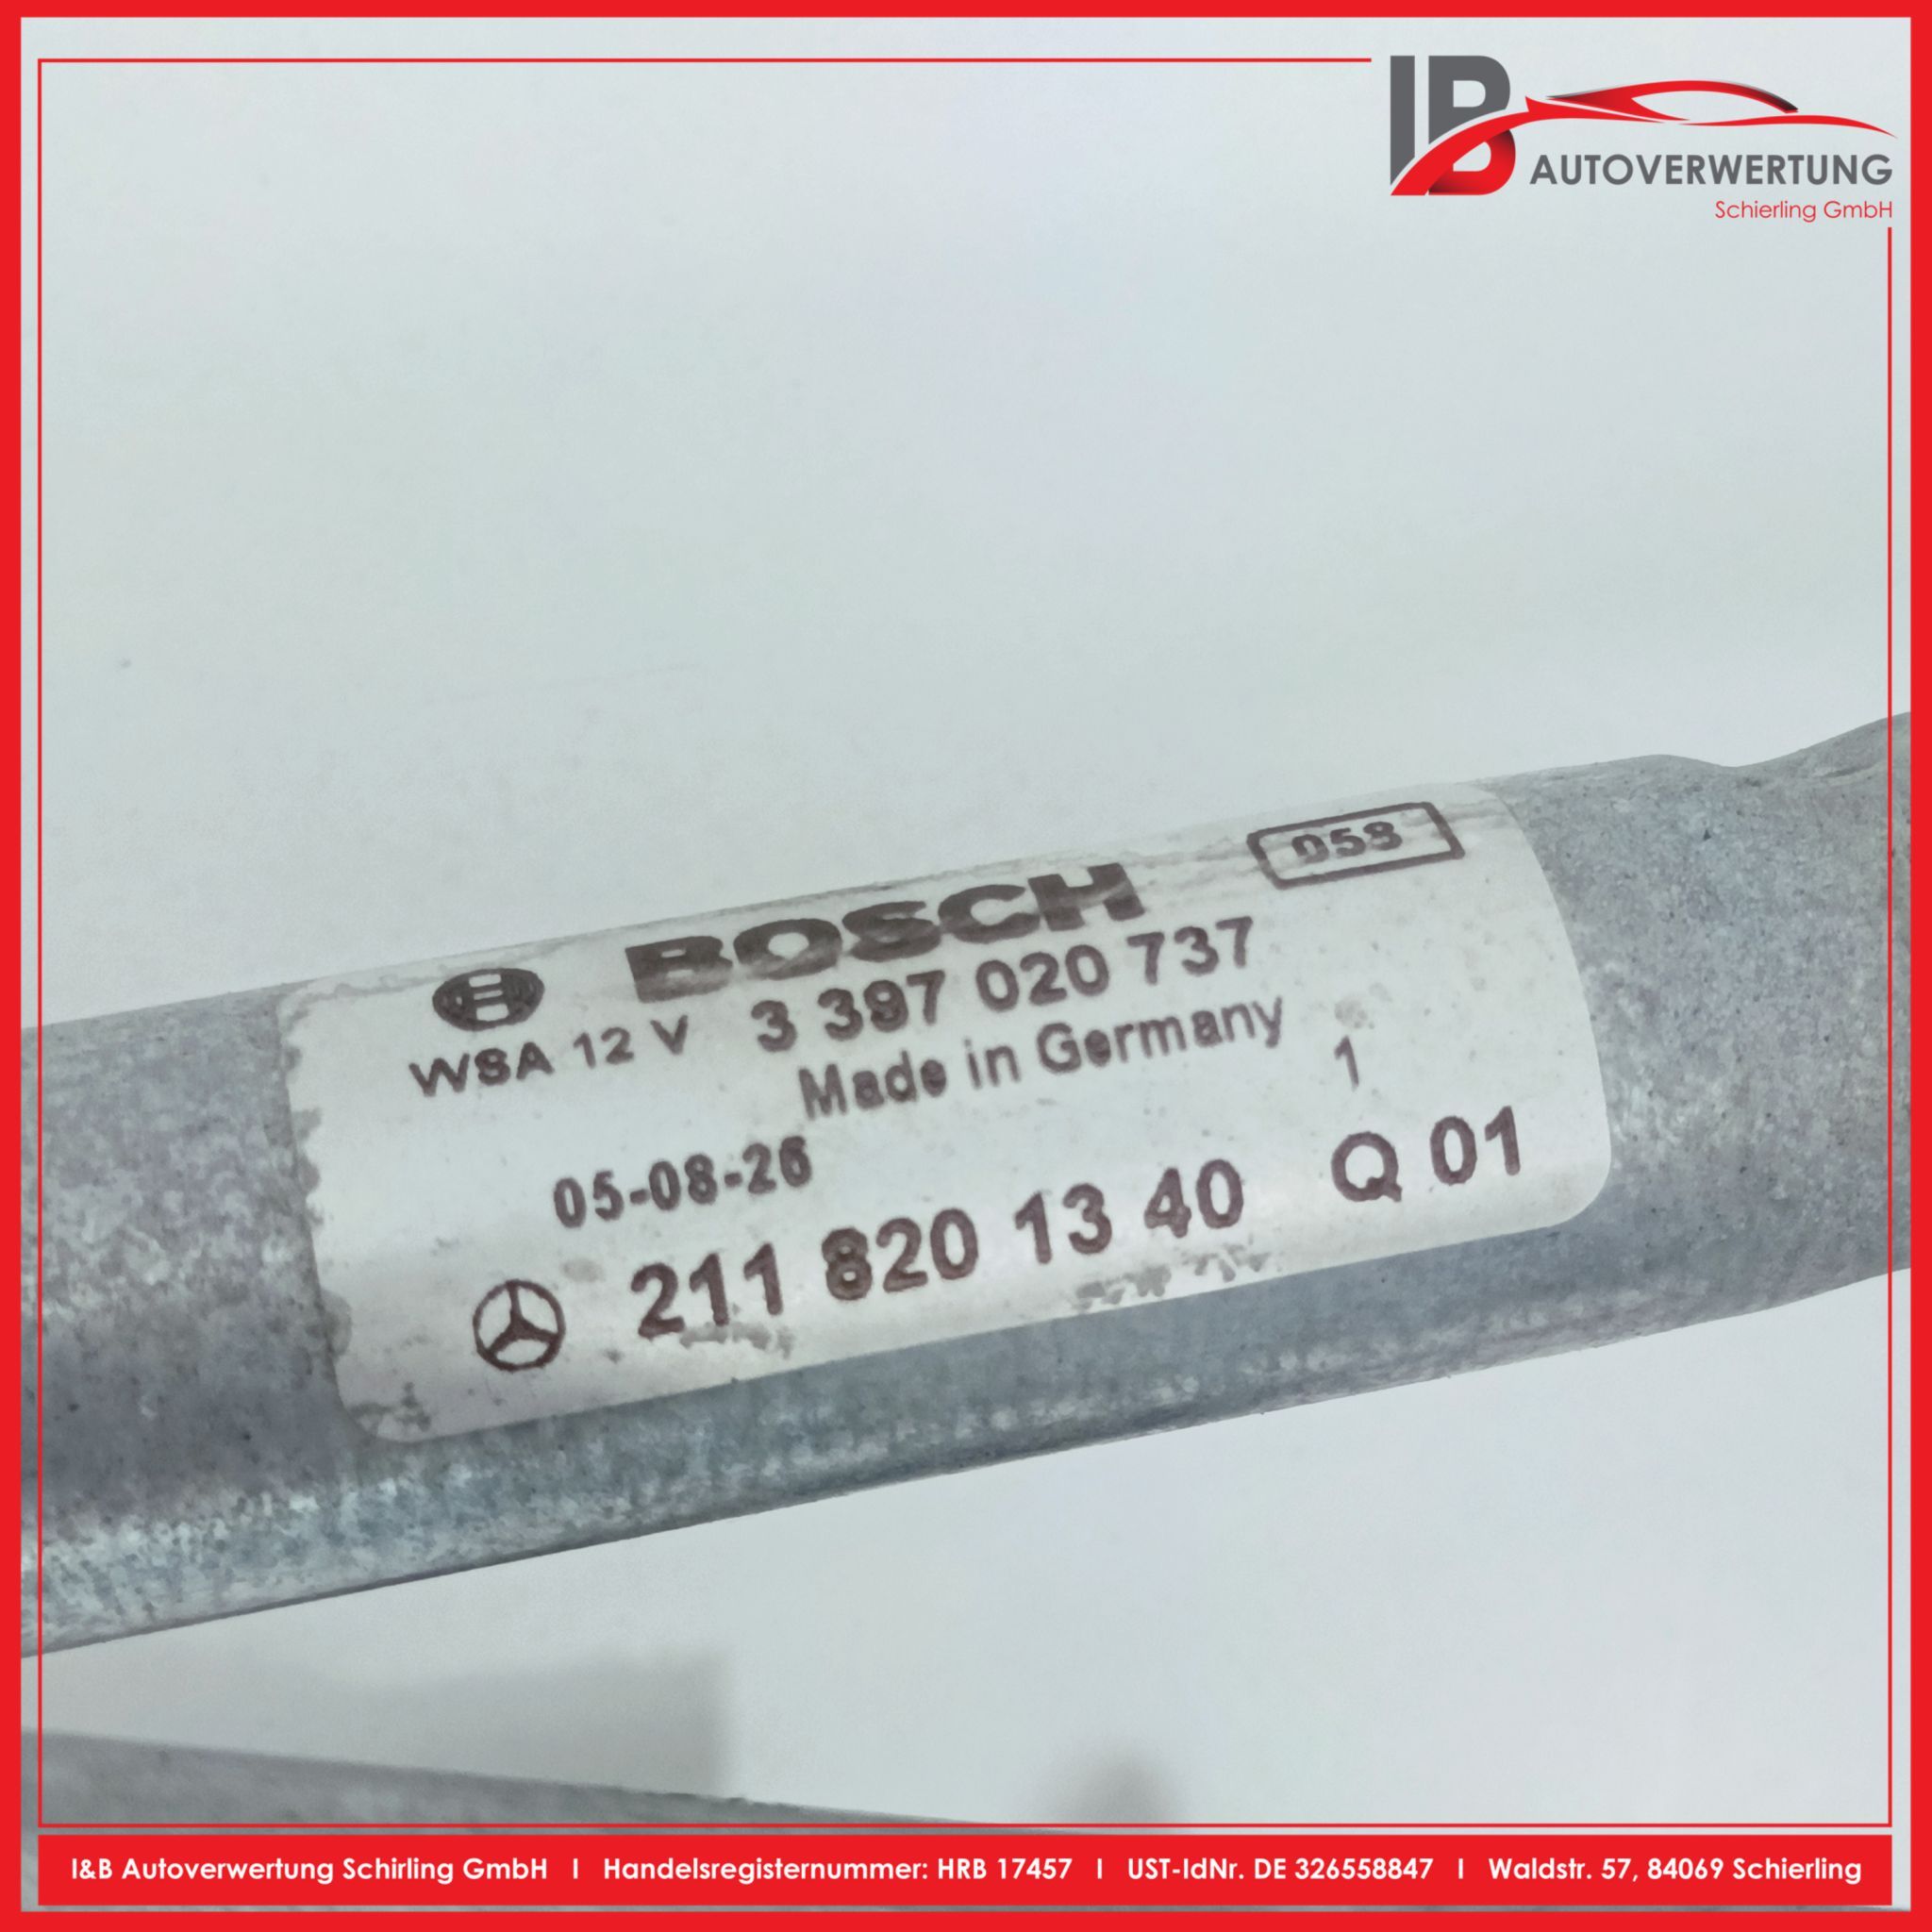 IB
AUTOVERWERTUNG
Schierling GmbH
058
BOSCH
WSA 12 V 3 397 020 737
Made in Germany
1
05-08-26
211 820 13 40 Q 01
I&B Autoverwertung Schirling GmbH I Handelsregisternummer: HRB 17457 I UST-IdNr. DE 326558847 I Waldstr. 57, 84069 Schierling